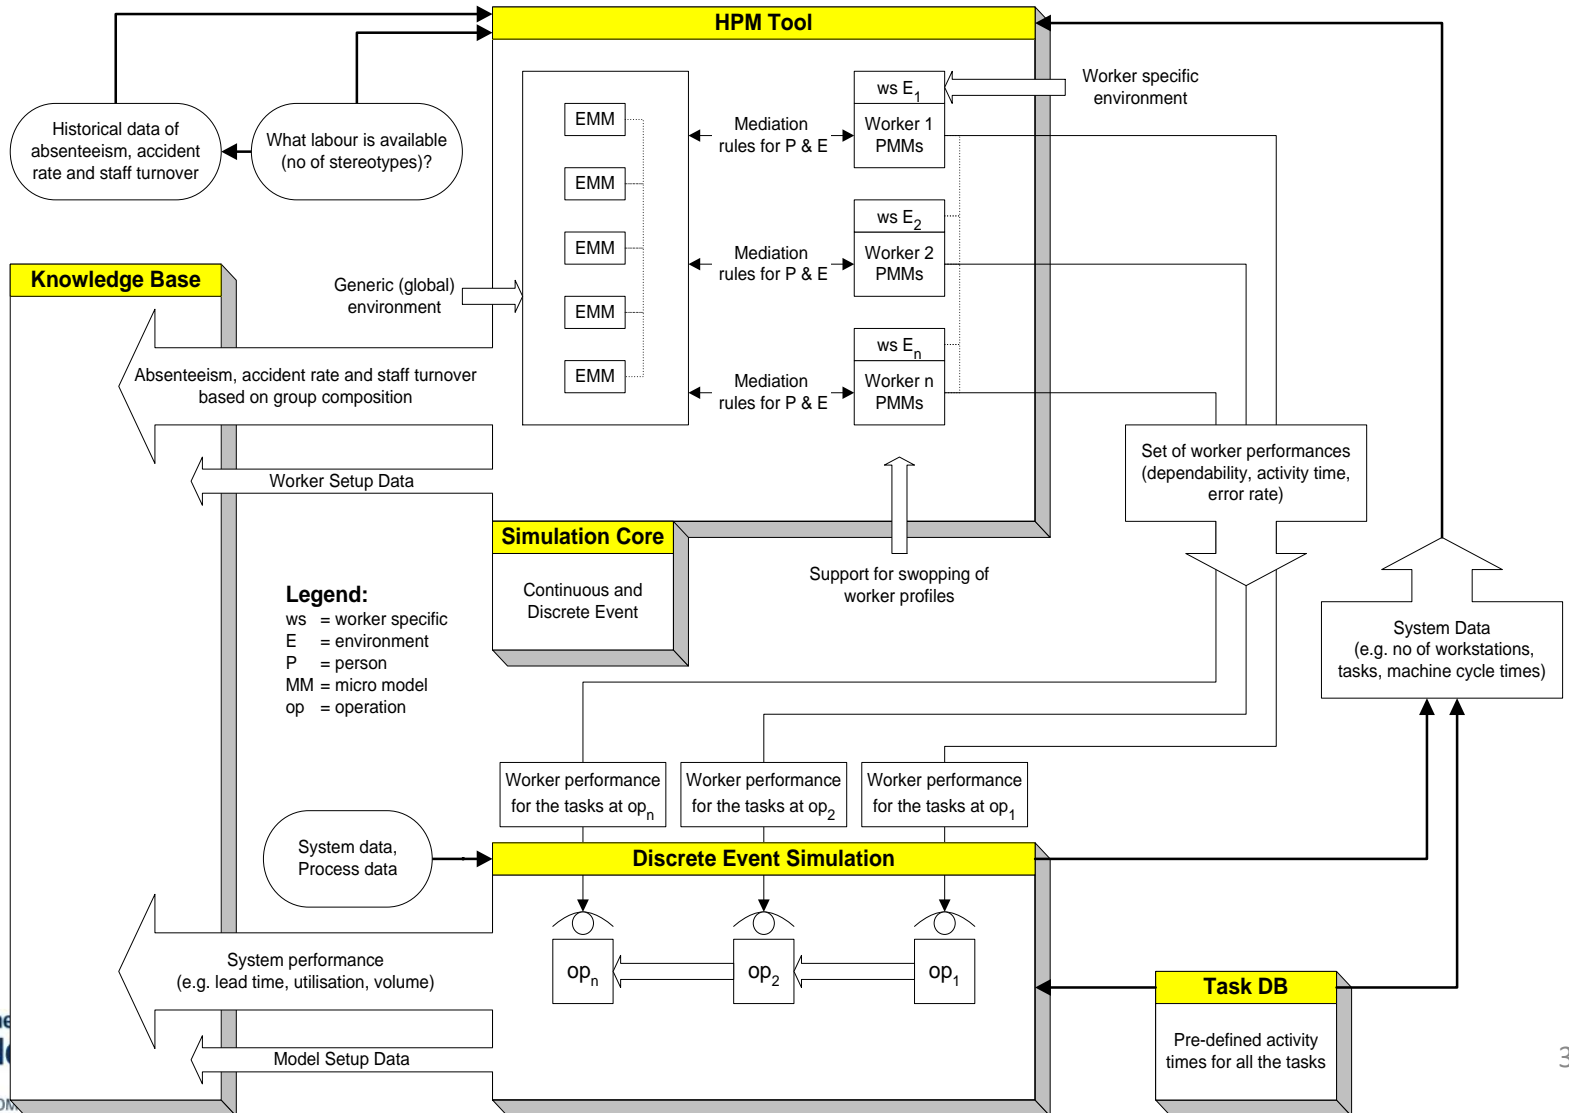 HPM Tool
Historical data of
absenteeism, accident
rate and staff turnover
What labour is available
(no of stereotypes)?
EMM
EMM
EMM
EMM
EMM
Mediation
rules for P & E
Mediation
rules for P & E
Mediation
rules for P & E
ws E1
Worker 1
PMMs
ws E2
Worker 2
PMMs
ws En
Worker n
PMMs
Worker specific
environment
Generic (global)
environment
Knowledge Base
Absenteeism, accident rate and staff turnover
based on group composition
Worker Setup Data
Set of worker performances
(dependability, activity time,
error rate)
Simulation Core
Continuous and
Discrete Event
Support for swopping of
worker profiles
Legend:
ws = worker specific
E = environment
P = person
MM = micro model
op = operation
System Data
(e.g. no of workstations,
tasks, machine cycle times)
Worker performance
for the tasks at opn
Worker performance
for the tasks at op2
Worker performance
for the tasks at op1
System data,
Process data
Discrete Event Simulation
opn
op2
op1
System performance
(e.g. lead time, utilisation, volume)
Model Setup Data
Task DB
Pre-defined activity
times for all the tasks
3